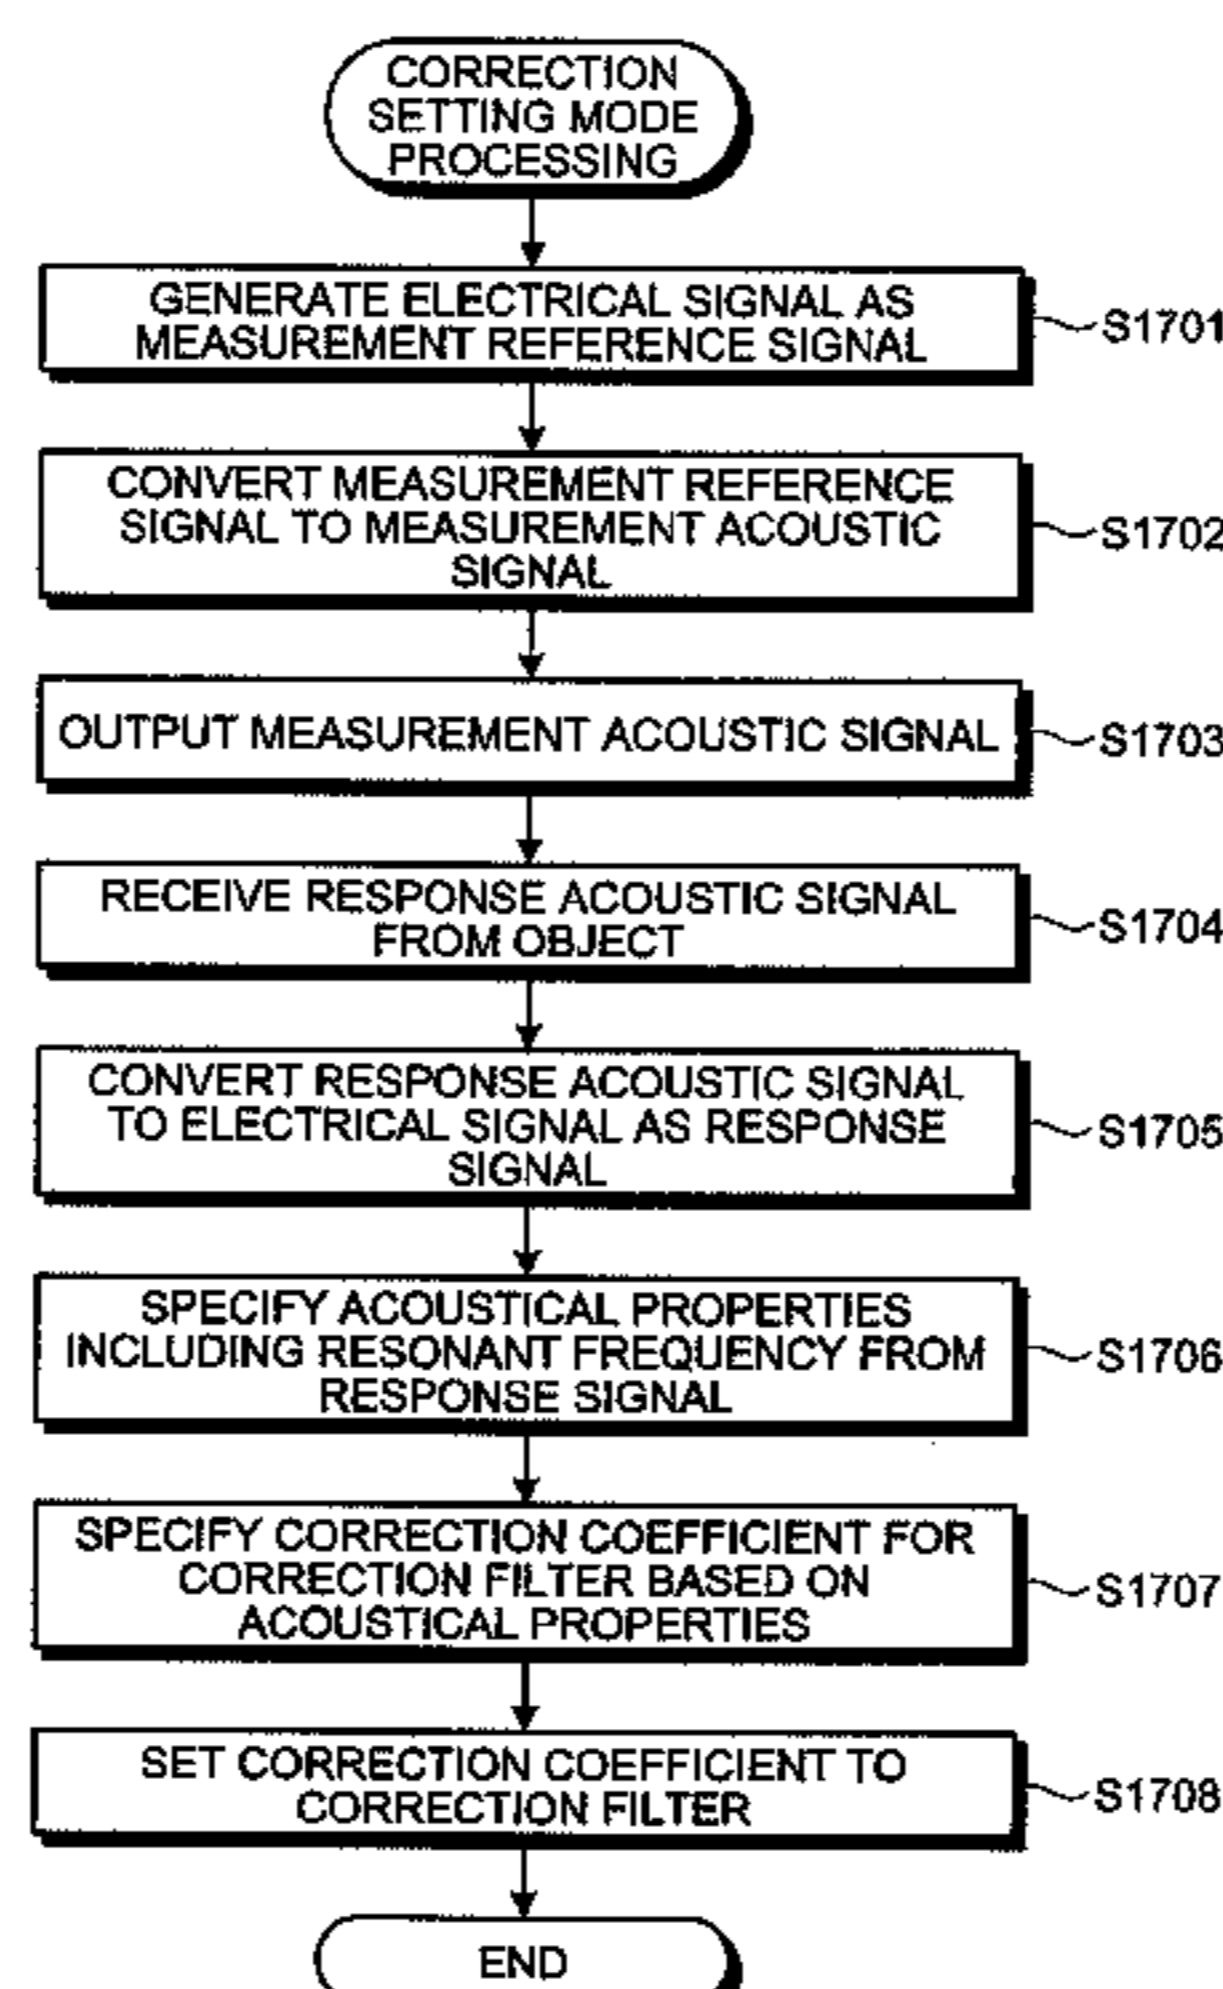 CORRECTION
SETTING MODE
PROCESSING
GENERATE ELECTRICAL SIGNAL AS
MEASUREMENT REFERENCE SIGNAL
S1701
CONVERT MEASUREMENT REFERENCE
SIGNAL TO MEASUREMENT ACOUSTIC
SIGNAL
S1702
OUTPUT MEASUREMENT ACOUSTIC SIGNAL
S1703
RECEIVE RESPONSE ACOUSTIC SIGNAL
FROM OBJECT
S1704
CONVERT RESPONSE ACOUSTIC SIGNAL
TO ELECTRICAL SIGNAL AS RESPONSE
SIGNAL
S1705
SPECIFY ACOUSTICAL PROPERTIES
INCLUDING RESONANT FREQUENCY FROM
RESPONSE SIGNAL
S1706
SPECIFY CORRECTION COEFFICIENT FOR
CORRECTION FILTER BASED ON
ACOUSTICAL PROPERTIES
S1707
SET CORRECTION COEFFICIENT TO
CORRECTION FILTER
S1708
END